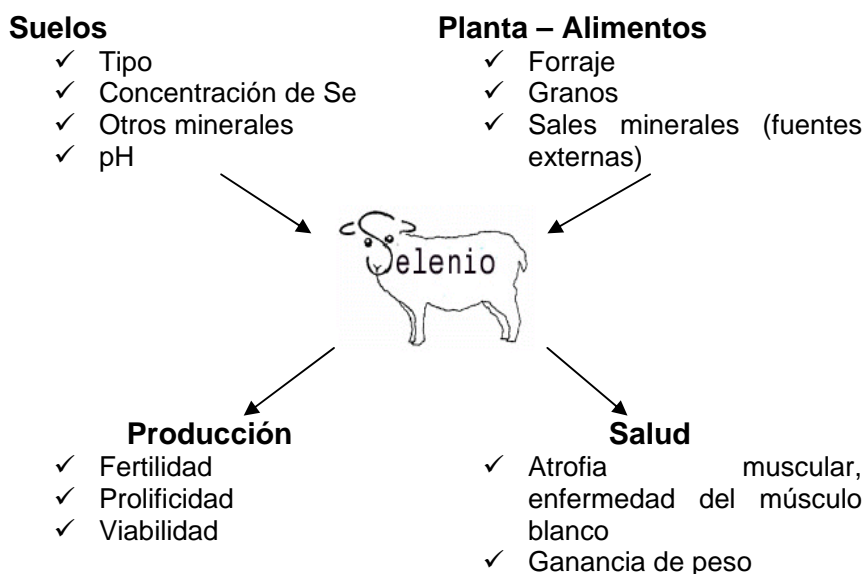 Suelos
✓ Tipo
✓ Concentración de Se
✓ Otros minerales
✓ pH
Planta – Alimentos
✓ Forraje
✓ Granos
✓ Sales minerales (fuentes
externas)
Selenio
Producción
✓ Fertilidad
✓ Prolificidad
✓ Viabilidad
Salud
✓ Atrofia muscular,
enfermedad del músculo
blanco
✓ Ganancia de peso